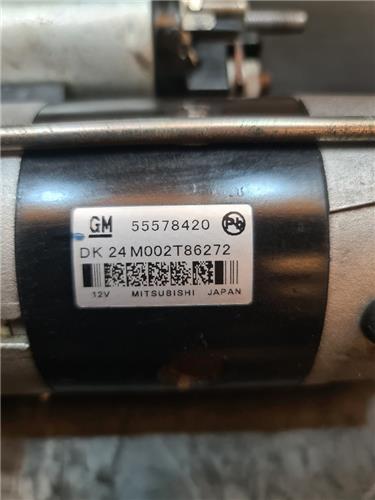 GM 55578420 Pb
DK 24 M002T86272
12V MITSUBISHI JAPAN